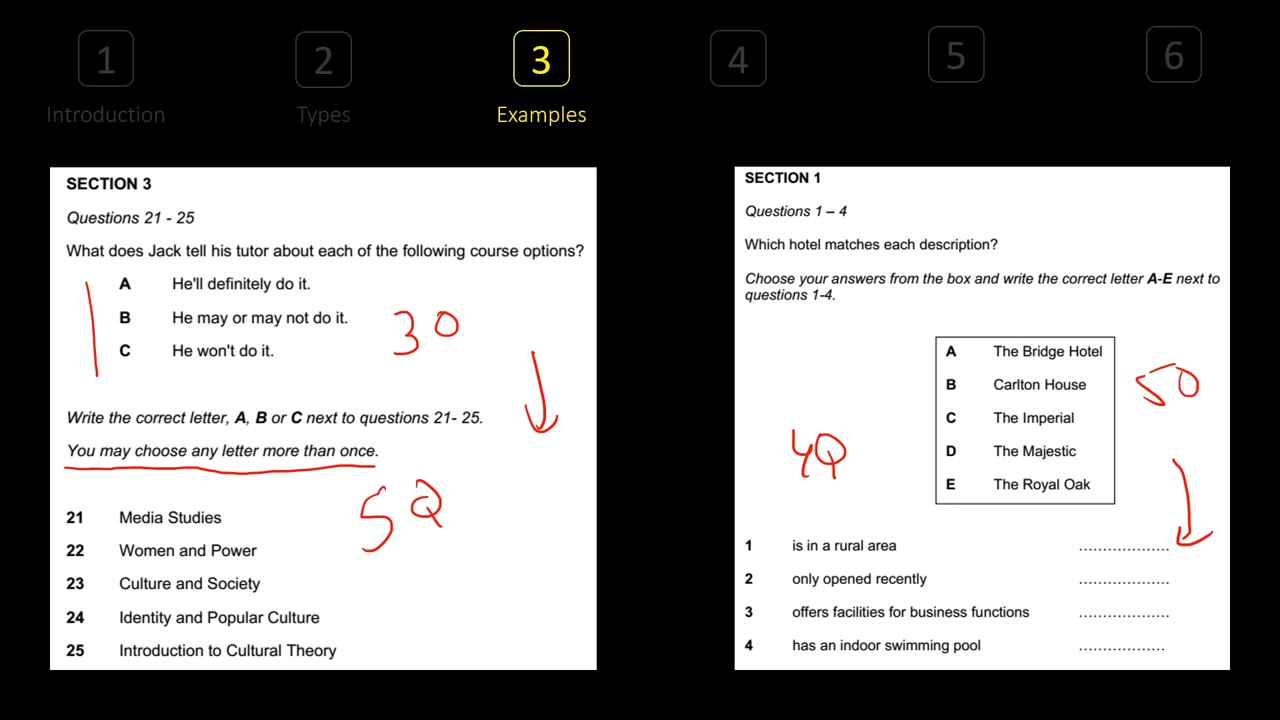 1 2 3 4 5 6
Introduction Types Examples
SECTION 3
Questions 21 - 25
What does Jack tell his tutor about each of the following course options?
A He'll definitely do it.
B He may or may not do it.
C He won't do it.
3 O
Write the correct letter, A, B or C next to questions 21- 25.
You may choose any letter more than once.
5 Q
21 Media Studies
22 Women and Power
23 Culture and Society
24 Identity and Popular Culture
25 Introduction to Cultural Theory
SECTION 1
Questions 1 – 4
Which hotel matches each description?
Choose your answers from the box and write the correct letter A-E next to
questions 1-4.
A The Bridge Hotel
B Carlton House
C The Imperial
D The Majestic
E The Royal Oak
5O
4Q
1 is in a rural area ...................
2 only opened recently ...................
3 offers facilities for business functions ...................
4 has an indoor swimming pool ..................